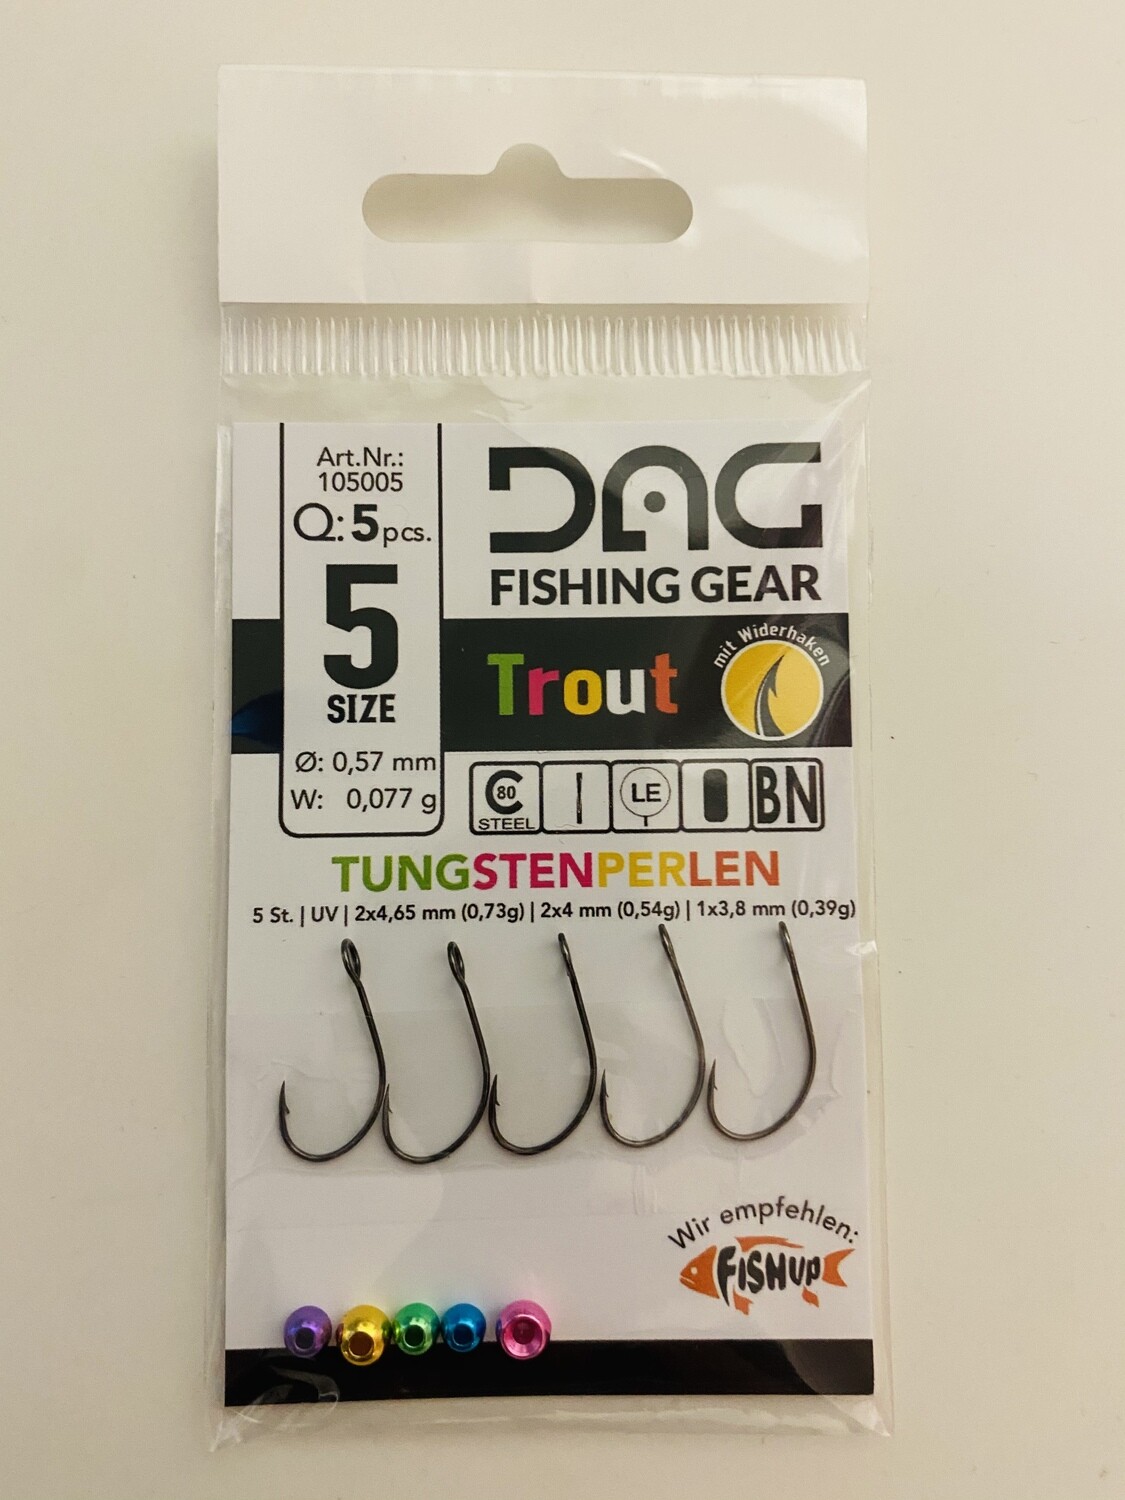 Art.Nr.:
105005
Q: 5 pcs.
5
SIZE
Ø: 0,57 mm
W: 0,077 g
DAG
FISHING GEAR
Trout
mit Widerhaken
C 80 STEEL
LE
BN
TUNGSTENPERLEN
5 St. | UV | 2x4,65 mm (0,73g) | 2x4 mm (0,54g) | 1x3,8 mm (0,39g)
Wir empfehlen:
FISHUP